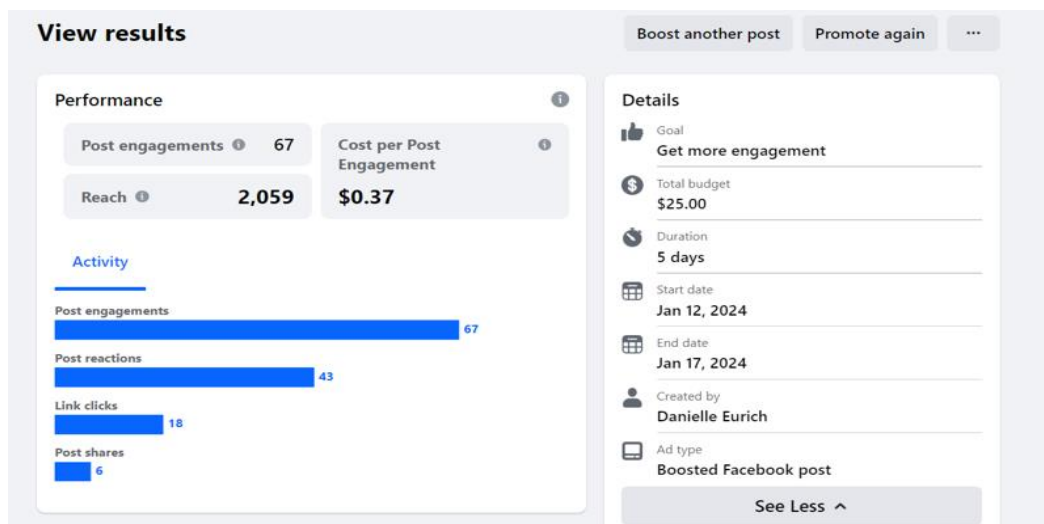 View results
Boost another post
Promote again
...
Performance
Post engagements 67
Reach 2,059
Cost per Post
Engagement
$0.37
Activity
Post engagements
67
Post reactions
43
Link clicks
18
Post shares
6
Details
Goal
Get more engagement
Total budget
$25.00
Duration
5 days
Start date
Jan 12, 2024
End date
Jan 17, 2024
Created by
Danielle Eurich
Ad type
Boosted Facebook post
See Less